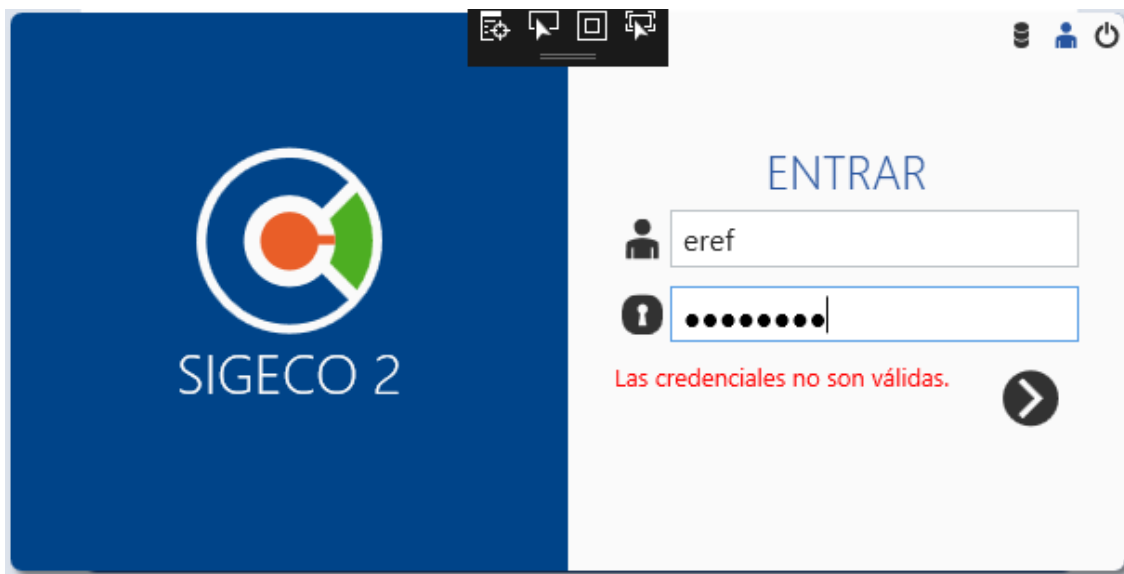 ENTRAR
eref
••••••••
Las credenciales no son válidas.
SIGECO 2